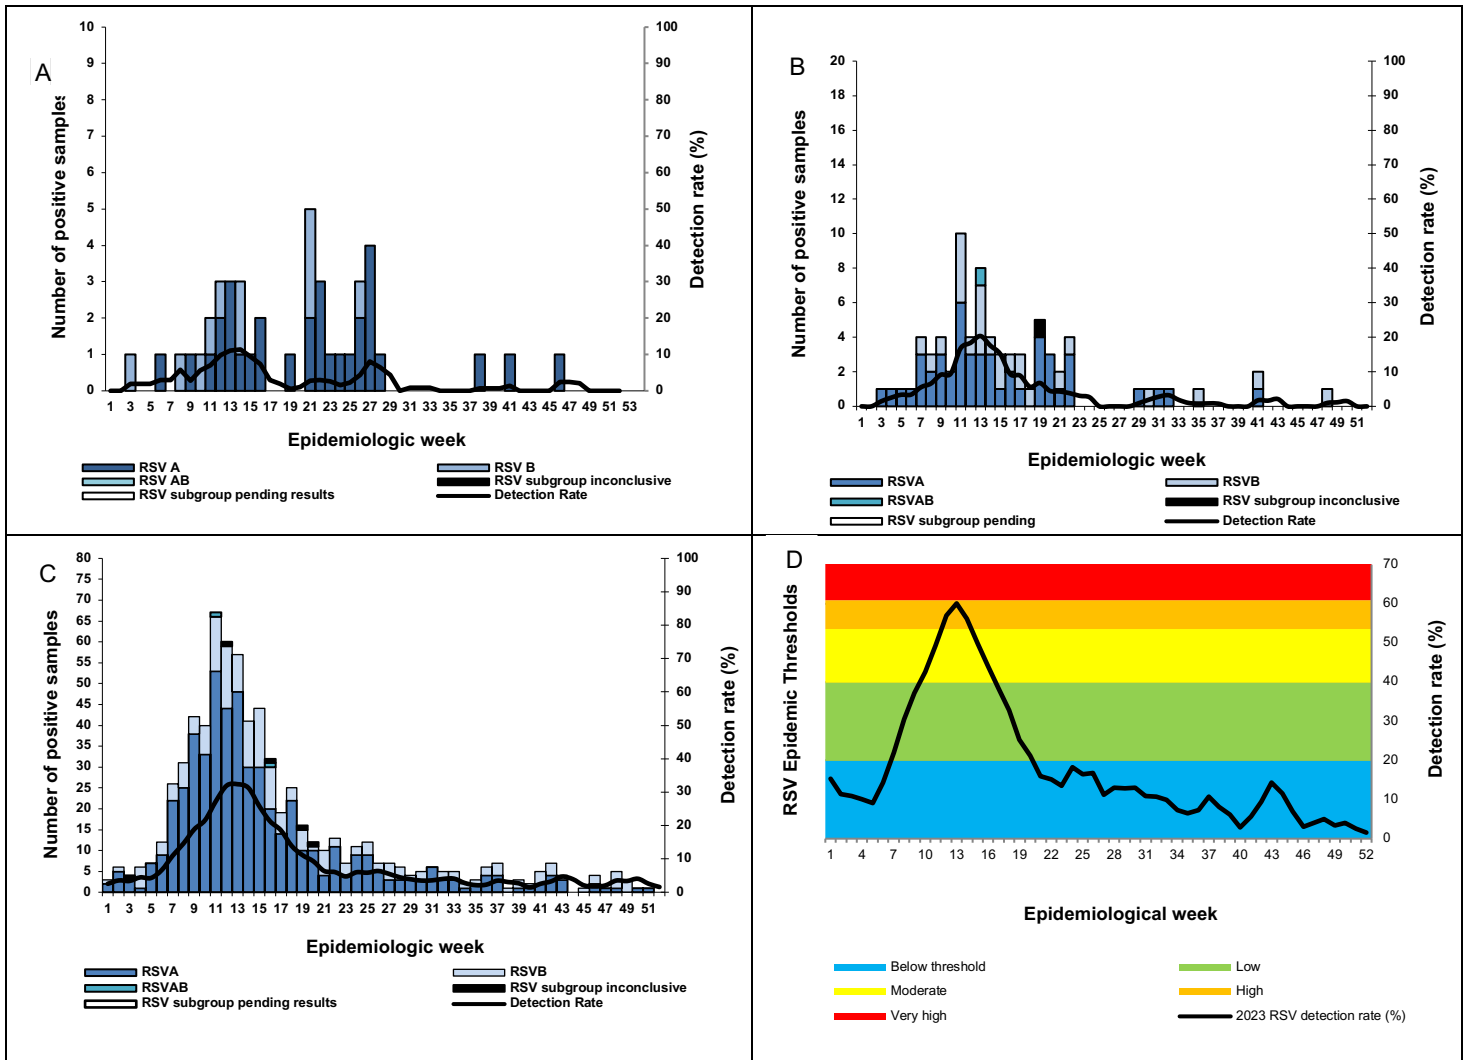 A
Number of positive samples
10
9
8
7
6
5
4
3
2
1
0
100
90
80
70
60
50
40
30
20
10
0
Detection rate (%)
1 3 5 7 9 11 13 15 17 19 21 23 25 27 29 31 33 35 37 39 41 43 45 47 49 51 53
Epidemiologic week
RSV A RSV B
RSV AB RSV subgroup inconclusive
RSV subgroup pending results Detection Rate
B
Number of positive samples
20
18
16
14
12
10
8
6
4
2
0
100
90
80
70
60
50
40
30
20
10
0
Detection rate (%)
1 3 5 7 9 11 13 15 17 19 21 23 25 27 29 31 33 35 37 39 41 43 45 47 49 51
Epidemiologic week
RSVA RSVB
RSVAB RSV subgroup inconclusive
RSV subgroup pending Detection Rate
C
Number of positive samples
80
75
70
65
60
55
50
45
40
35
30
25
20
15
10
5
0
100
90
80
70
60
50
40
30
20
10
0
Detection rate (%)
1 3 5 7 9 11 13 15 17 19 21 23 25 27 29 31 33 35 37 39 41 43 45 47 49 51
Epidemiologic week
RSVA RSVB
RSVAB RSV subgroup inconclusive
RSV subgroup pending results Detection Rate
D
RSV Epidemic Thresholds
70
60
50
40
30
20
10
0
Detection rate (%)
1 4 7 10 13 16 19 22 25 28 31 34 37 40 43 46 49 52
Epidemiological week
Below threshold Low
Moderate High
Very high 2023 RSV detection rate (%)